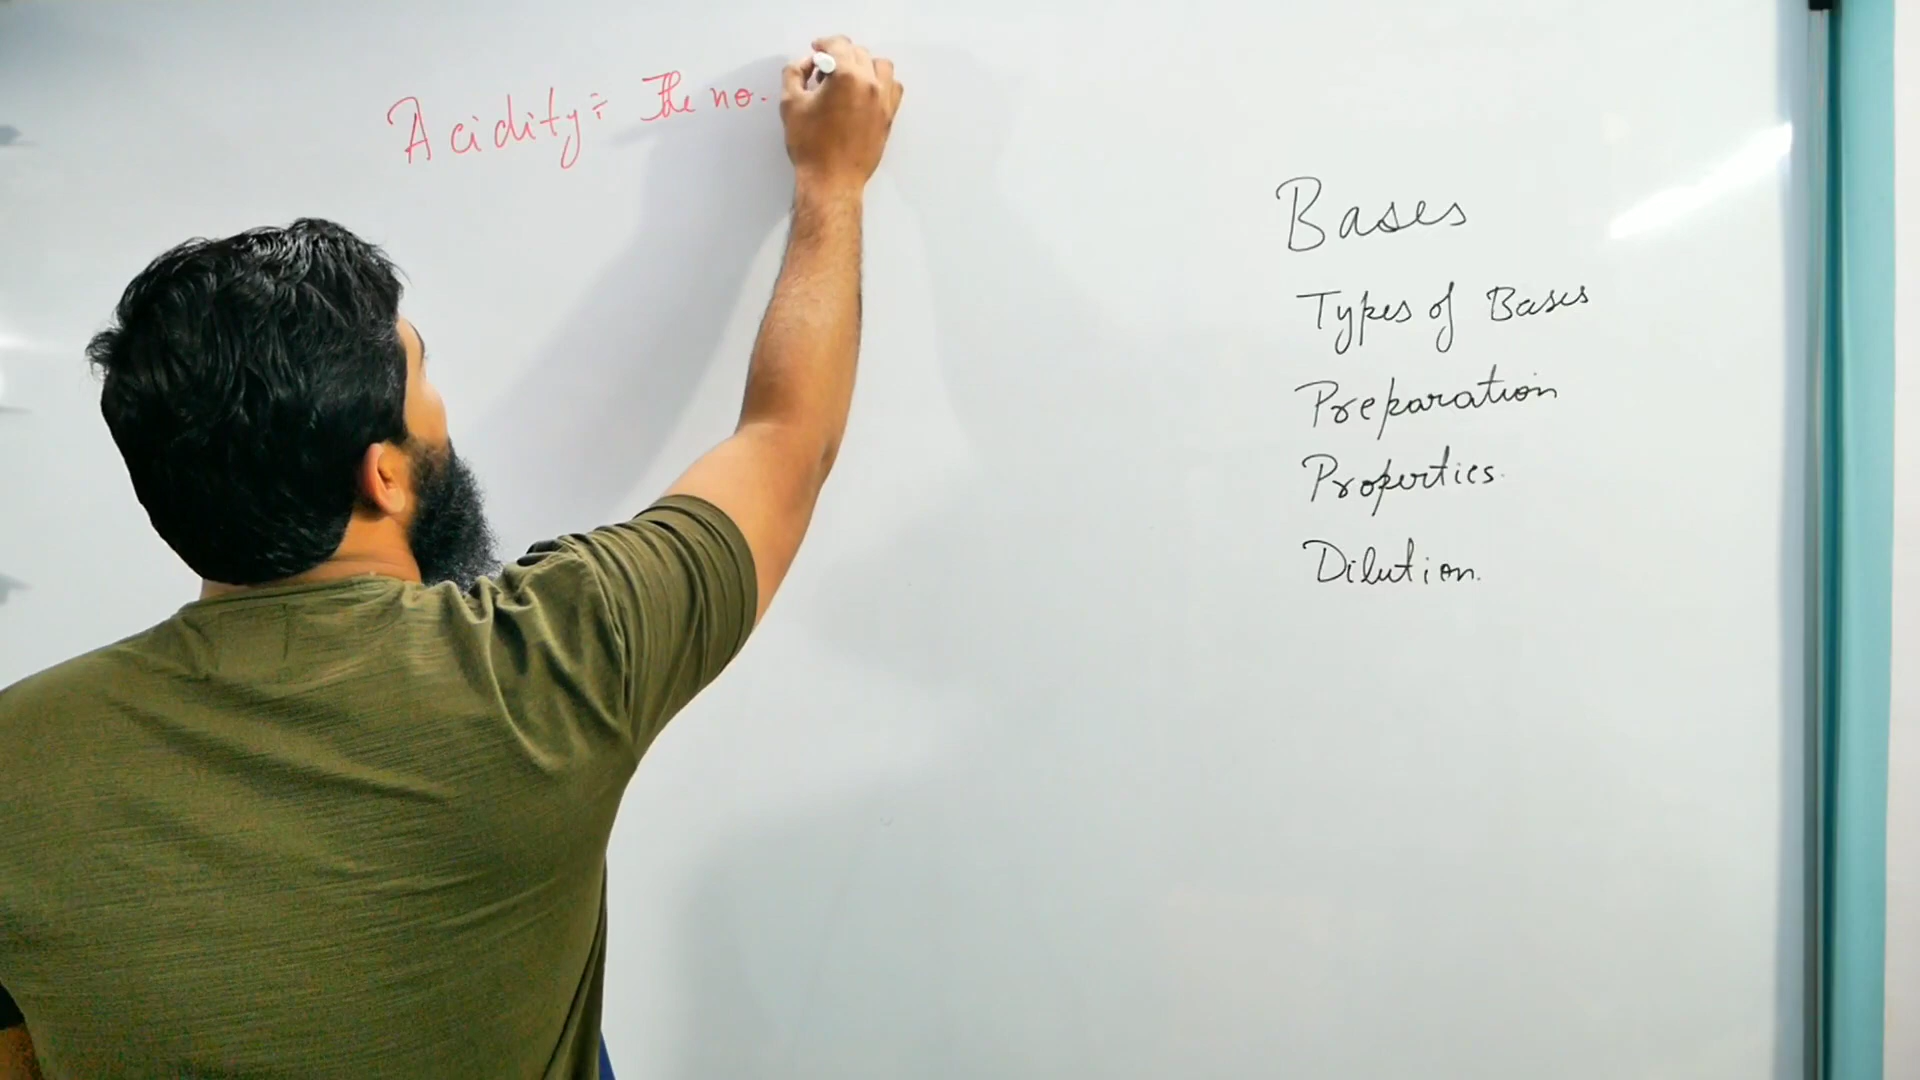 Acidity:- The no.
Bases
Types of Bases
Preparation
Properties.
Dilution.